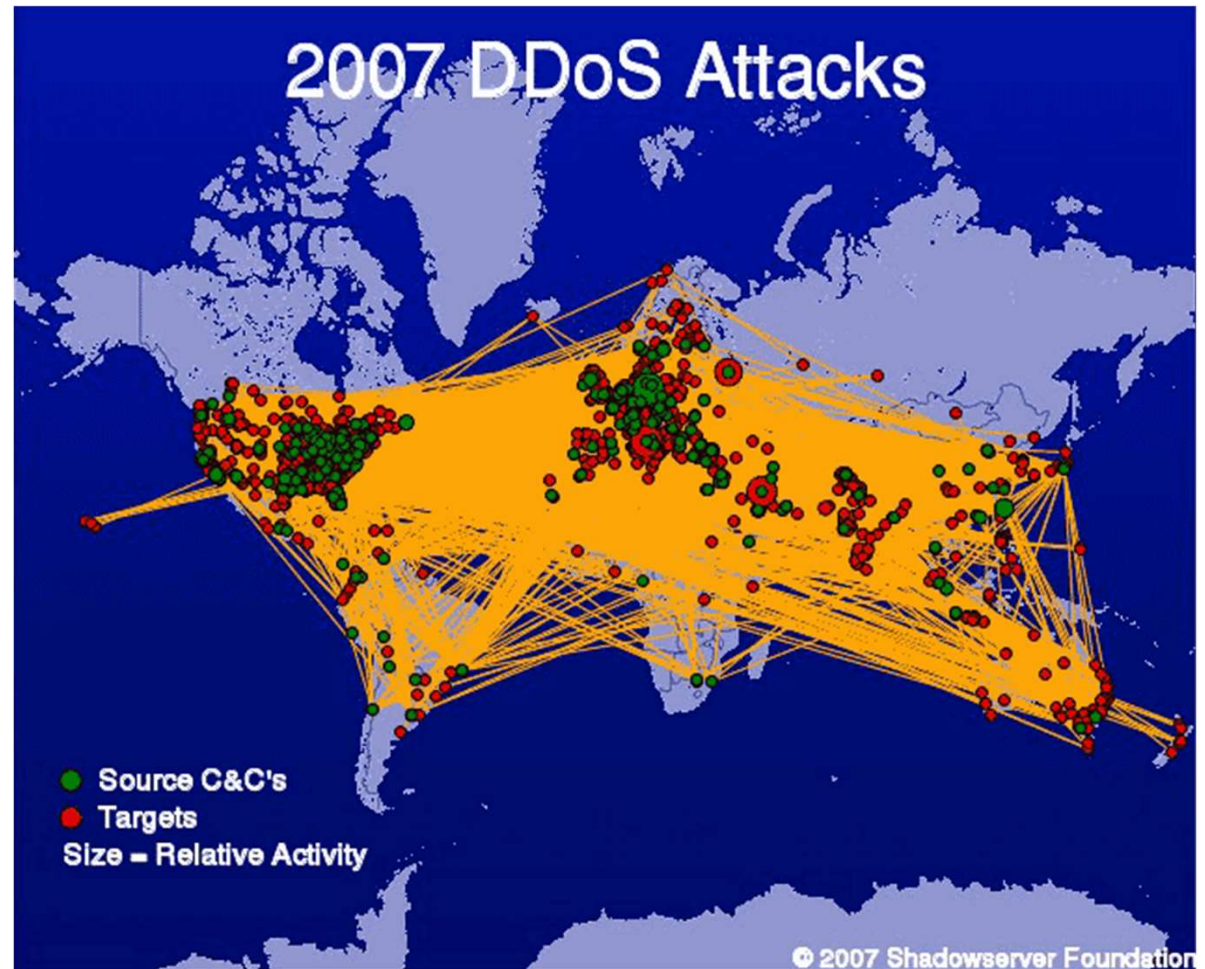 2007 DDoS Attacks
Source C&C's
Targets
Size = Relative Activity
© 2007 Shadowserver Foundation